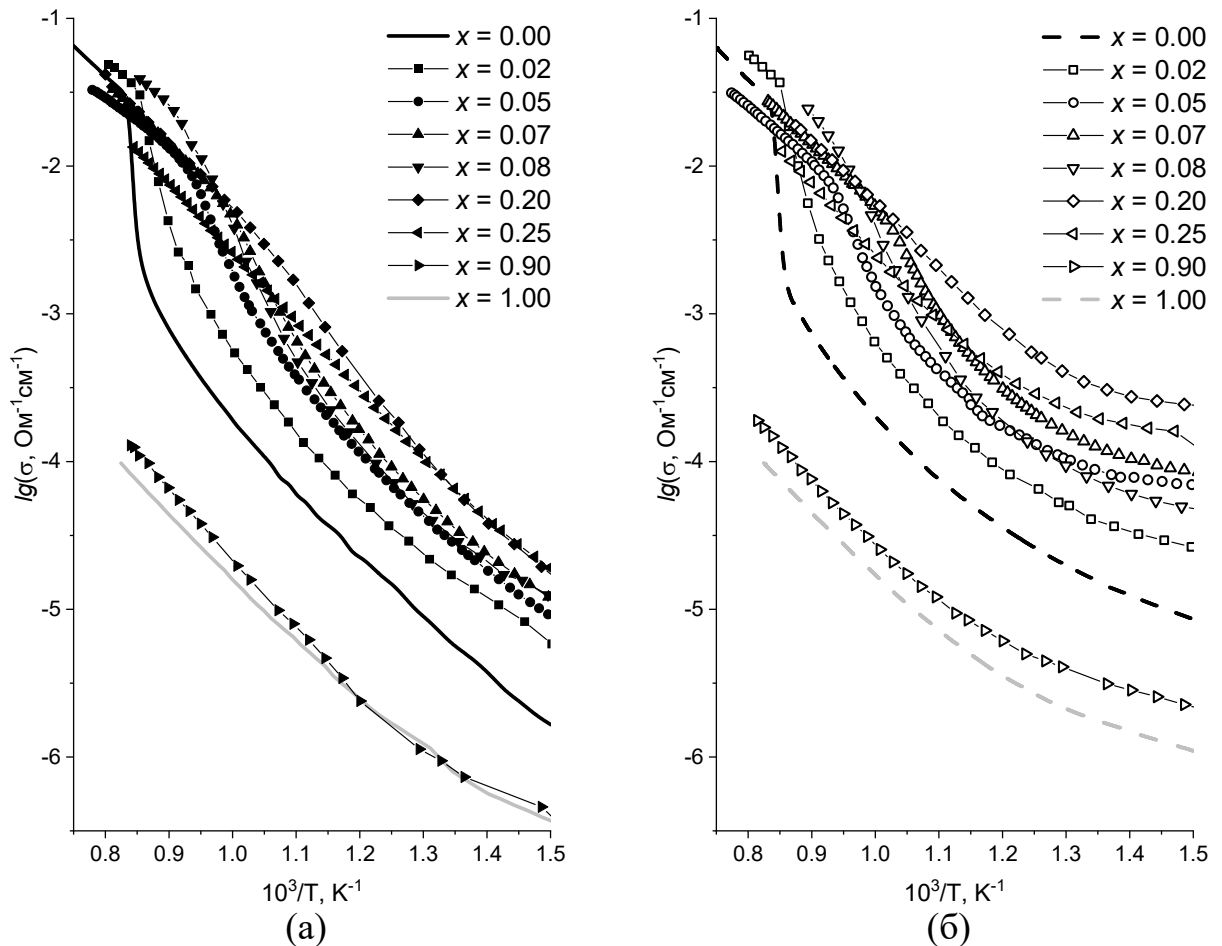 -1
-2
-3
-4
-5
-6
lg(σ, Ом⁻¹см⁻¹)
0.8 0.9 1.0 1.1 1.2 1.3 1.4 1.5
10³/T, K⁻¹
(а)
x = 0.00
x = 0.02
x = 0.05
x = 0.07
x = 0.08
x = 0.20
x = 0.25
x = 0.90
x = 1.00
-1
-2
-3
-4
-5
-6
lg(σ, Ом⁻¹см⁻¹)
0.8 0.9 1.0 1.1 1.2 1.3 1.4 1.5
10³/T, K⁻¹
(б)
x = 0.00
x = 0.02
x = 0.05
x = 0.07
x = 0.08
x = 0.20
x = 0.25
x = 0.90
x = 1.00